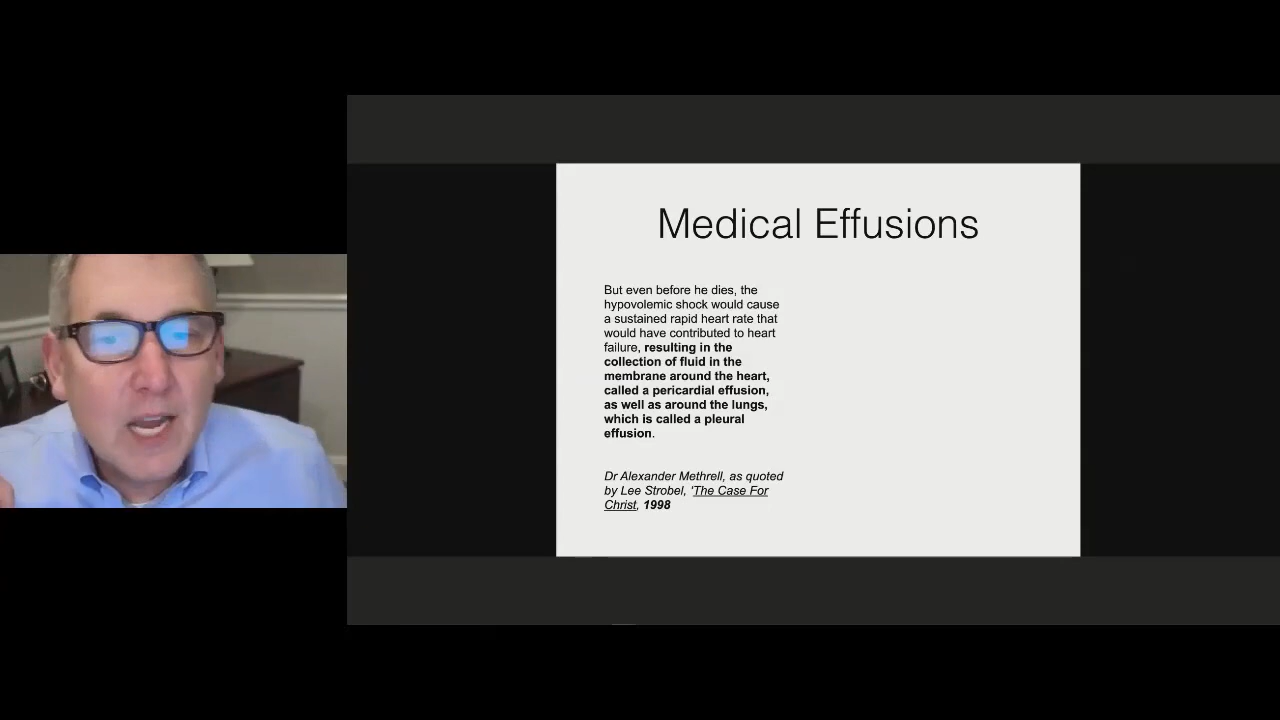 Medical Effusions
But even before he dies, the
hypovolemic shock would cause
a sustained rapid heart rate that
would have contributed to heart
failure, resulting in the
collection of fluid in the
membrane around the heart,
called a pericardial effusion,
as well as around the lungs,
which is called a pleural
effusion.
Dr Alexander Methrell, as quoted
by Lee Strobel, 'The Case For
Christ, 1998